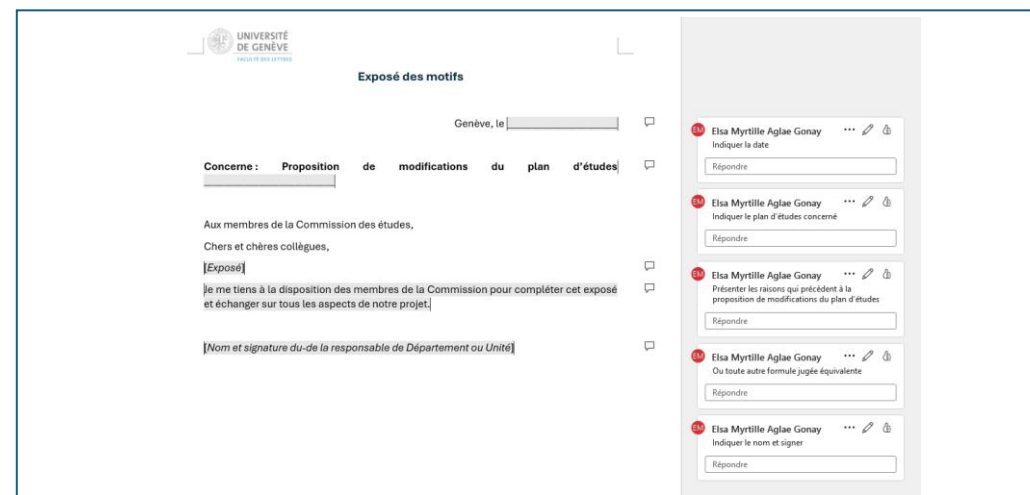 UNIVERSITÉ
DE GENÈVE
FACULTÉ DES LETTRES
Exposé des motifs
Genève, le ____________________
Concerne : Proposition de modifications du plan d'études
________________________
Aux membres de la Commission des études,
Chers et chères collègues,
[Exposé]
Je me tiens à la disposition des membres de la Commission pour compléter cet exposé
et échanger sur tous les aspects de notre projet.
[Nom et signature du-de la responsable de Département ou Unité]
EM Elsa Myrtille Aglae Gonay
Indiquer la date
Répondre
EM Elsa Myrtille Aglae Gonay
Indiquer le plan d'études concerné
Répondre
EM Elsa Myrtille Aglae Gonay
Présenter les raisons qui précèdent à la
proposition de modifications du plan d'études
Répondre
EM Elsa Myrtille Aglae Gonay
Ou toute autre formule jugée équivalente
Répondre
EM Elsa Myrtille Aglae Gonay
Indiquer le nom et signer
Répondre